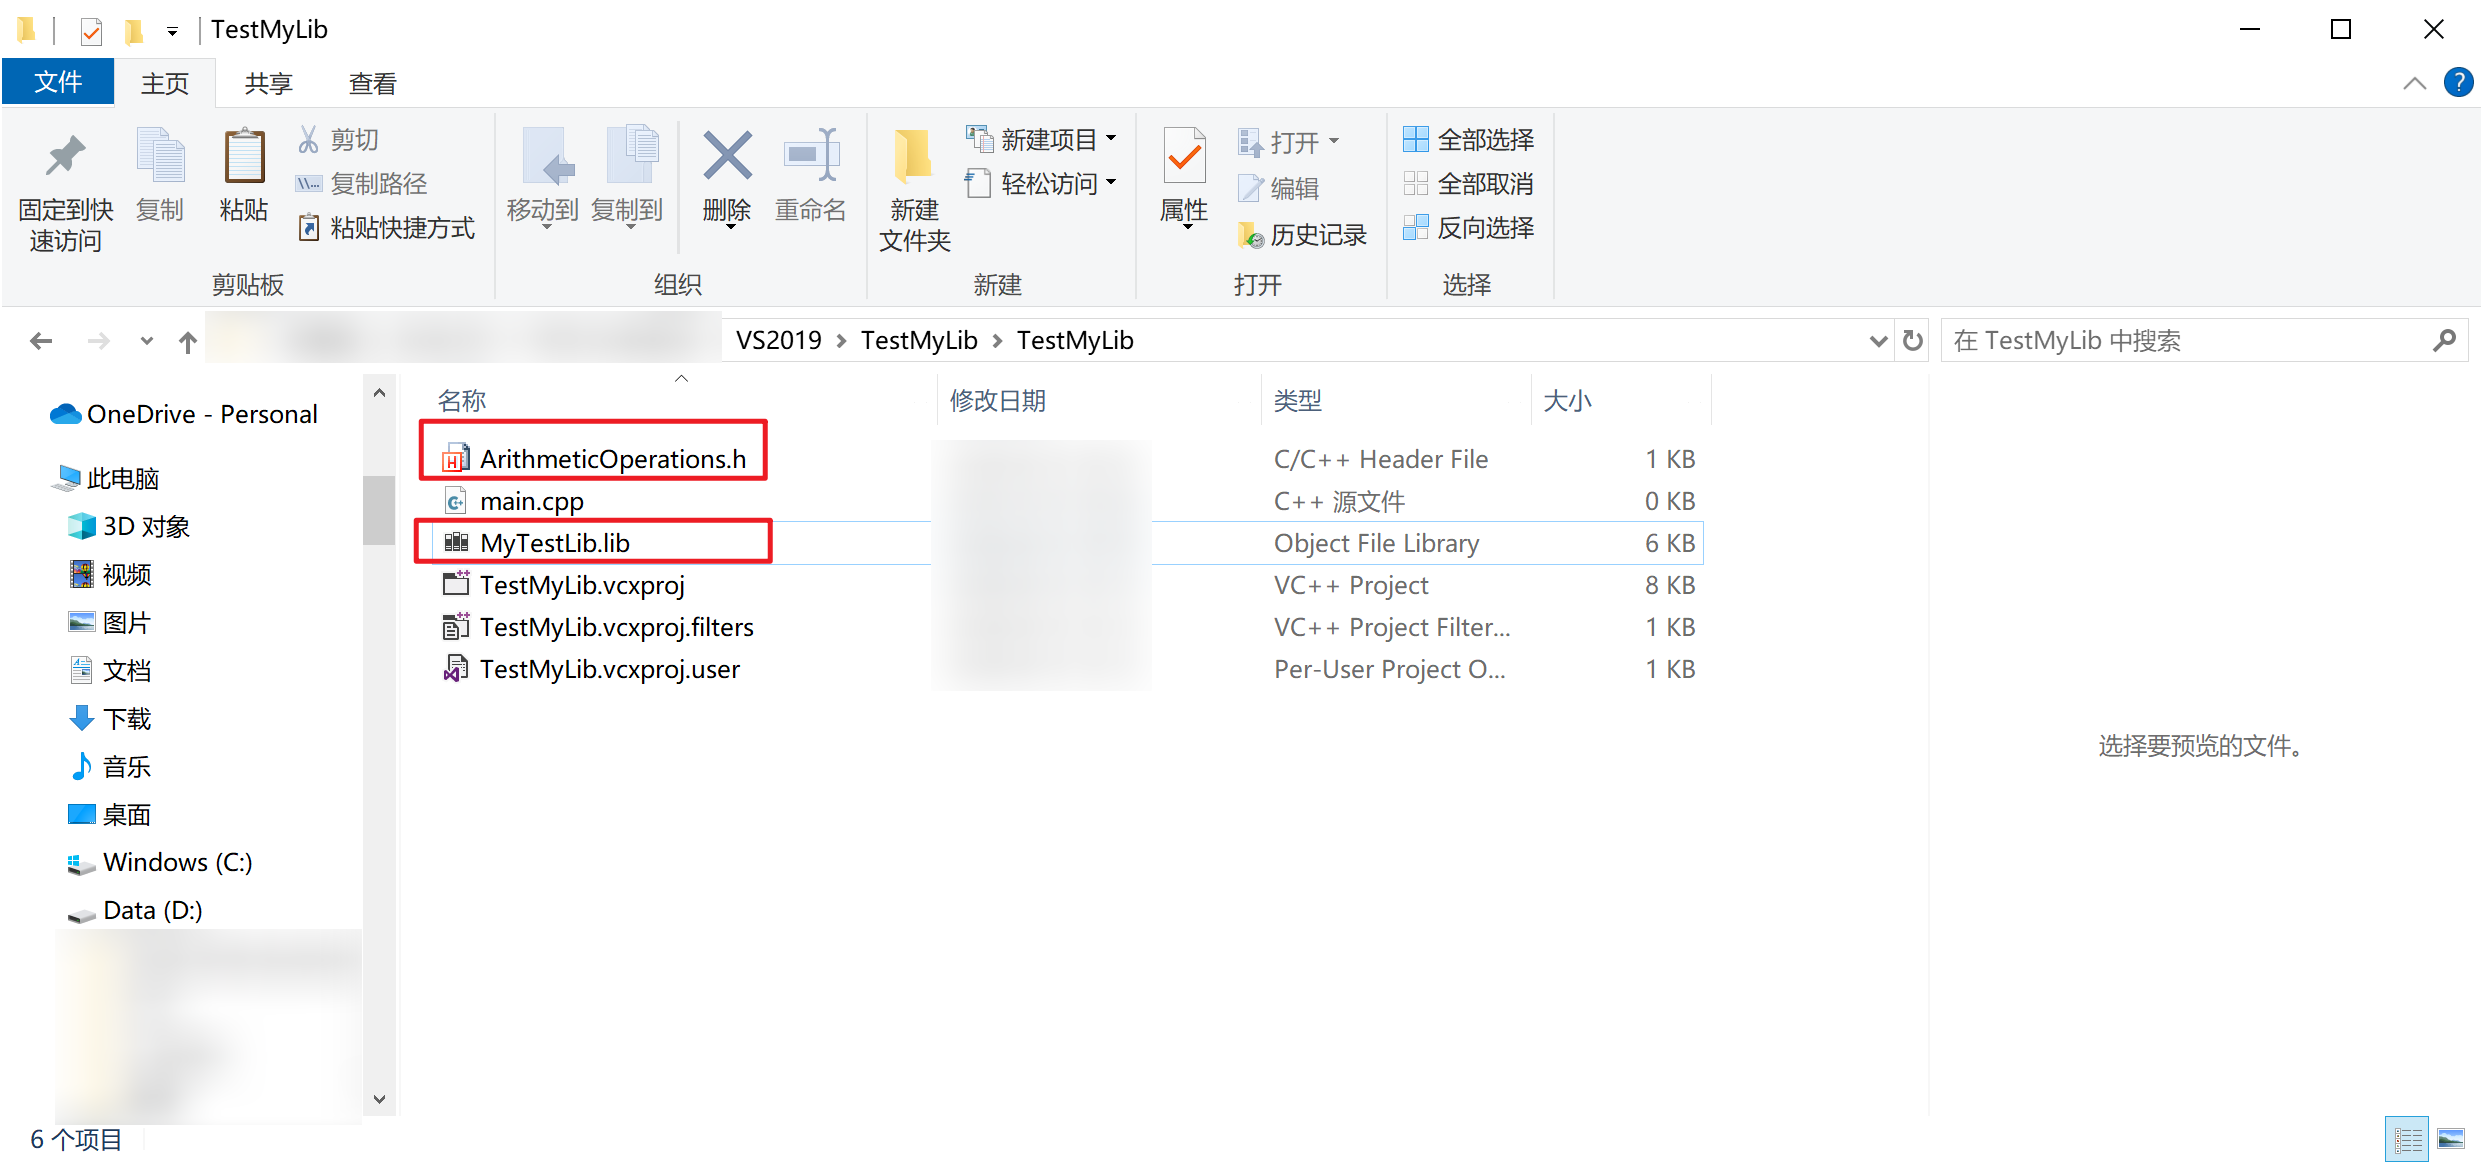 TestMyLib
文件 主页 共享 查看
固定到快速访问 复制 粘贴 剪切 复制路径 粘贴快捷方式 移动到 复制到 删除 重命名 新建文件夹 新建项目 轻松访问 属性 打开 编辑 历史记录 全部选择 全部取消 反向选择
剪贴板 组织 新建 打开 选择
VS2019 TestMyLib TestMyLib 在 TestMyLib 中搜索
OneDrive - Personal
此电脑
3D 对象
视频
图片
文档
下载
音乐
桌面
Windows (C:)
Data (D:)
名称 修改日期 类型 大小
ArithmeticOperations.h C/C++ Header File 1 KB
main.cpp C++ 源文件 0 KB
MyTestLib.lib Object File Library 6 KB
TestMyLib.vcxproj VC++ Project 8 KB
TestMyLib.vcxproj.filters VC++ Project Filter... 1 KB
TestMyLib.vcxproj.user Per-User Project O... 1 KB
选择要预览的文件。
6 个项目